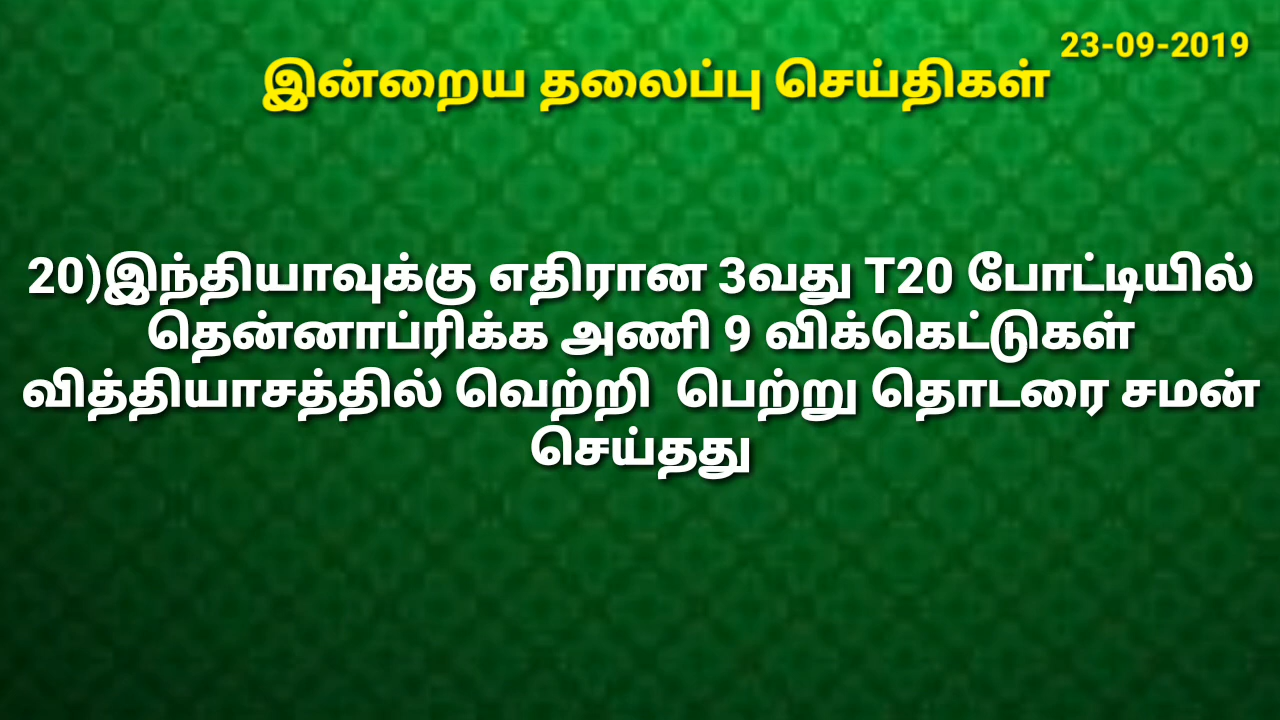 23-09-2019
இன்றைய தலைப்பு செய்திகள்
20)இந்தியாவுக்கு எதிரான 3வது T20 போட்டியில்
தென்னாப்ரிக்க அணி 9 விக்கெட்டுகள்
வித்தியாசத்தில் வெற்றி பெற்று தொடரை சமன்
செய்தது